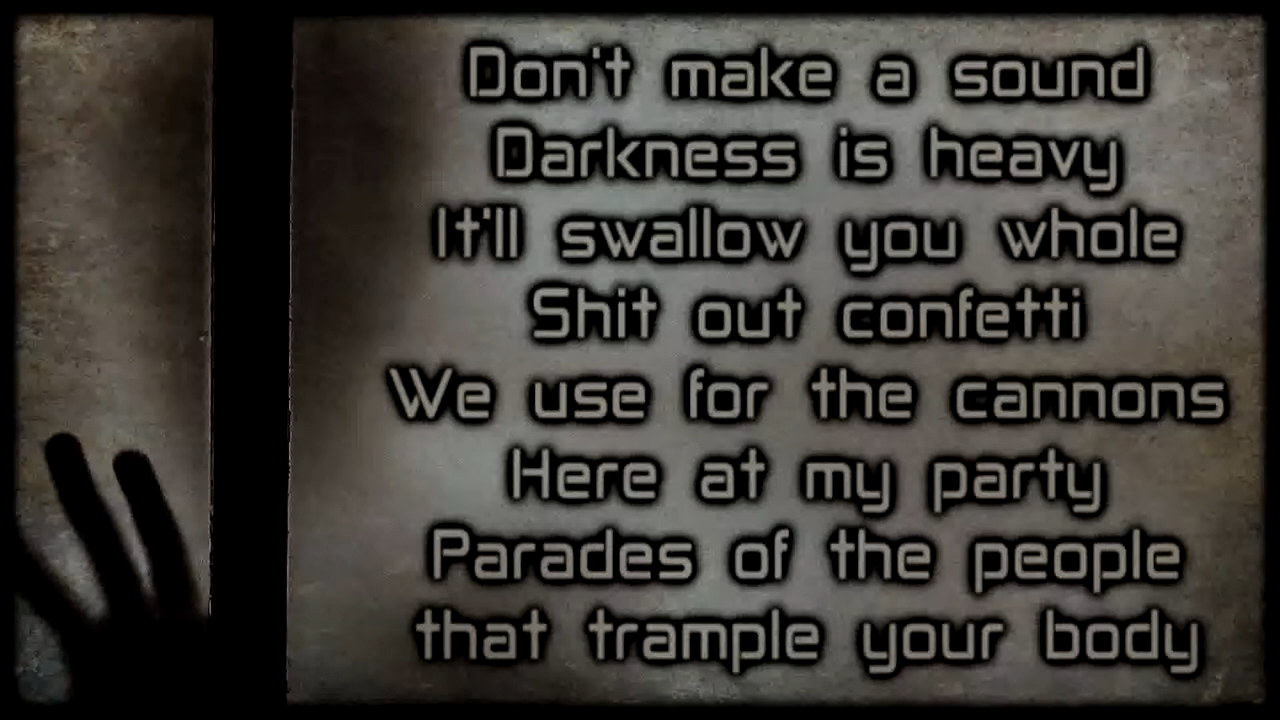 Don't make a sound
Darkness is heavy
It'll swallow you whole
Shit out confetti
We use for the cannons
Here at my party
Parades of the people
that trample your body